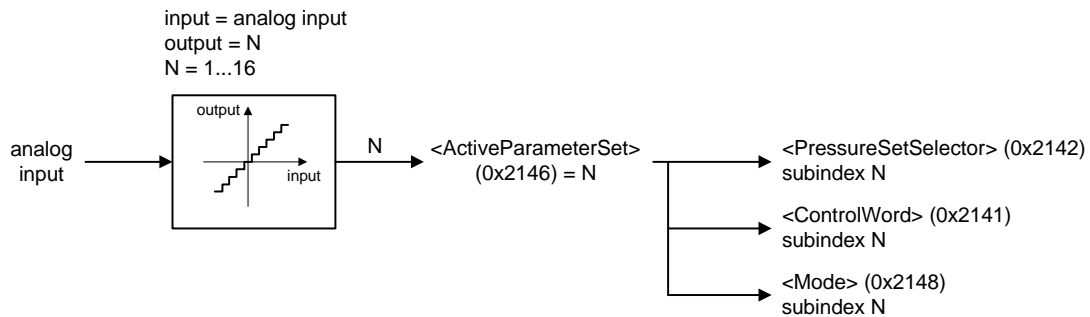 input = analog input
output = N
N = 1...16
output
input
analog
input
N
<ActiveParameterSet>
(0x2146) = N
<PressureSetSelector> (0x2142)
subindex N
<ControlWord> (0x2141)
subindex N
<Mode> (0x2148)
subindex N